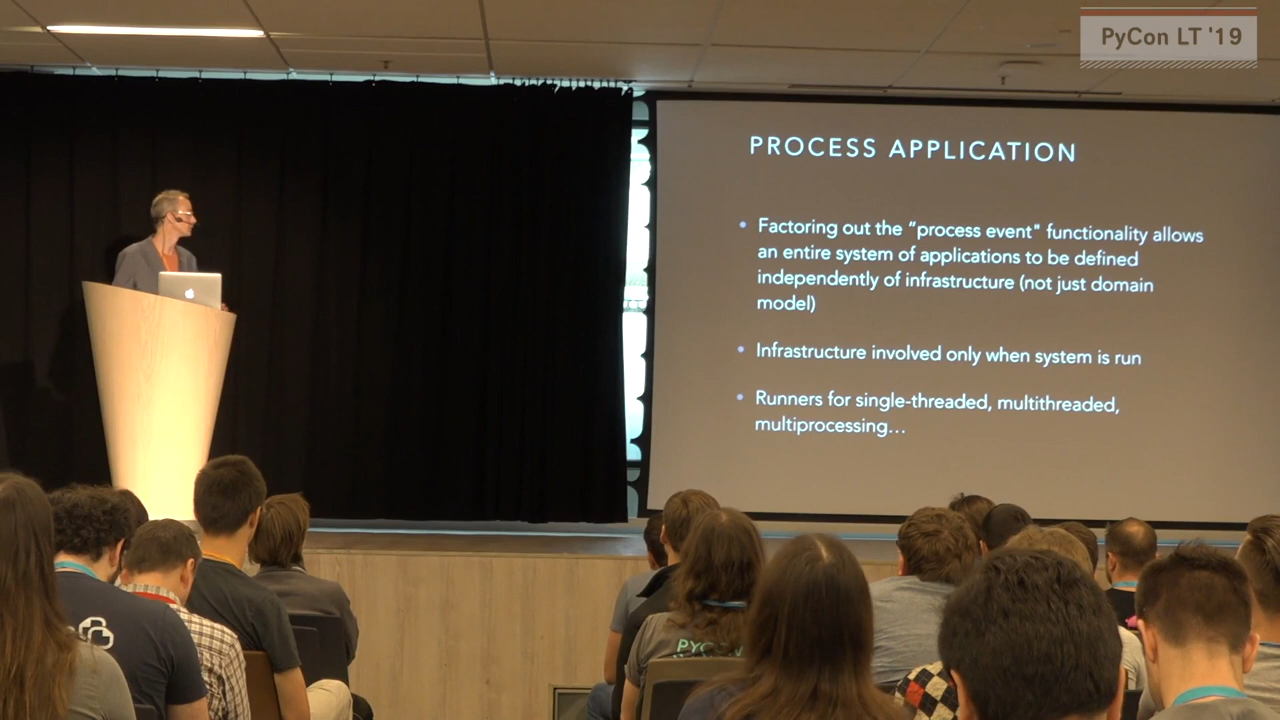 PyCon LT '19
PROCESS APPLICATION
• Factoring out the "process event" functionality allows
an entire system of applications to be defined
independently of infrastructure (not just domain
model)
• Infrastructure involved only when system is run
• Runners for single-threaded, multithreaded,
multiprocessing...
PYCON